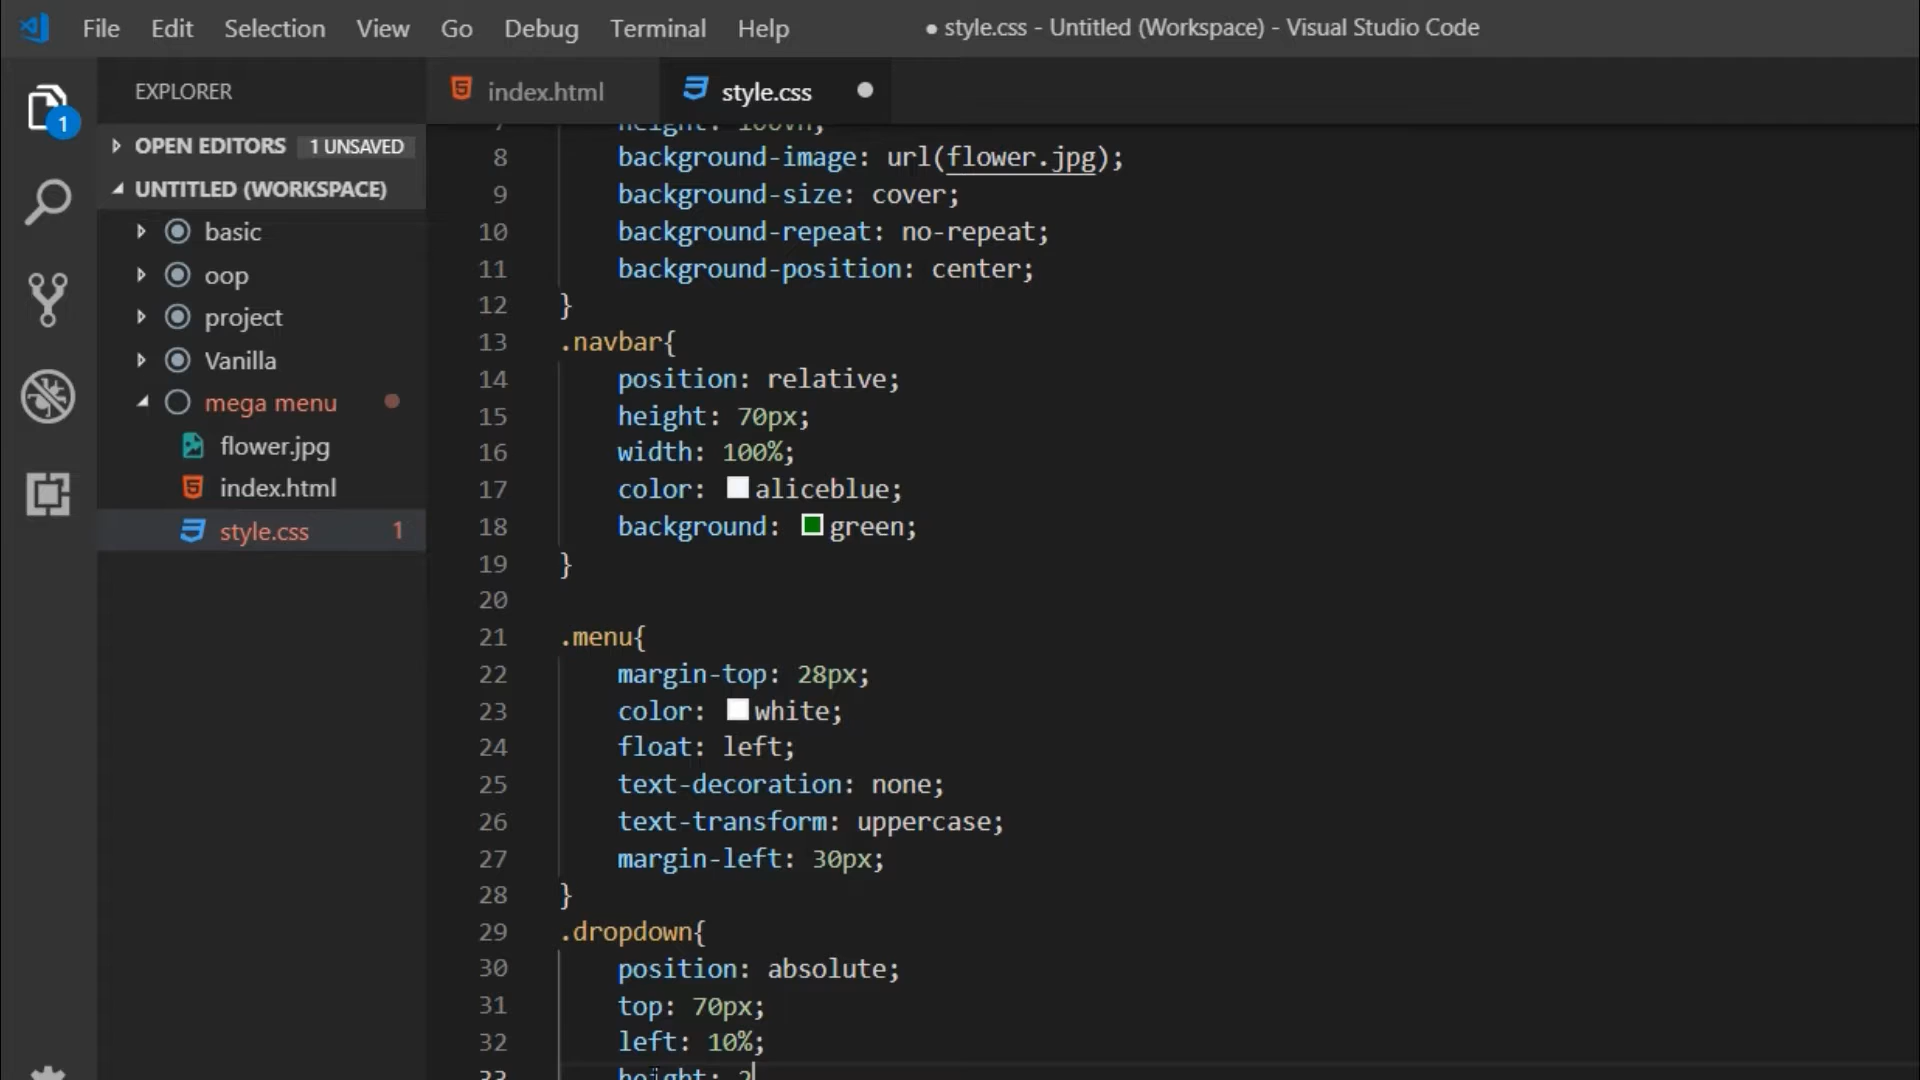 File Edit Selection View Go Debug Terminal Help ● style.css - Untitled (Workspace) - Visual Studio Code
1
EXPLORER
OPEN EDITORS 1 UNSAVED
UNTITLED (WORKSPACE)
basic
oop
project
Vanilla
mega menu
flower.jpg
index.html
style.css 1
index.html style.css
7 height: 100vh;
8 background-image: url(flower.jpg);
9 background-size: cover;
10 background-repeat: no-repeat;
11 background-position: center;
12 }
13 .navbar{
14 position: relative;
15 height: 70px;
16 width: 100%;
17 color: aliceblue;
18 background: green;
19 }
20
21 .menu{
22 margin-top: 28px;
23 color: white;
24 float: left;
25 text-decoration: none;
26 text-transform: uppercase;
27 margin-left: 30px;
28 }
29 .dropdown{
30 position: absolute;
31 top: 70px;
32 left: 10%;
33 height: 2